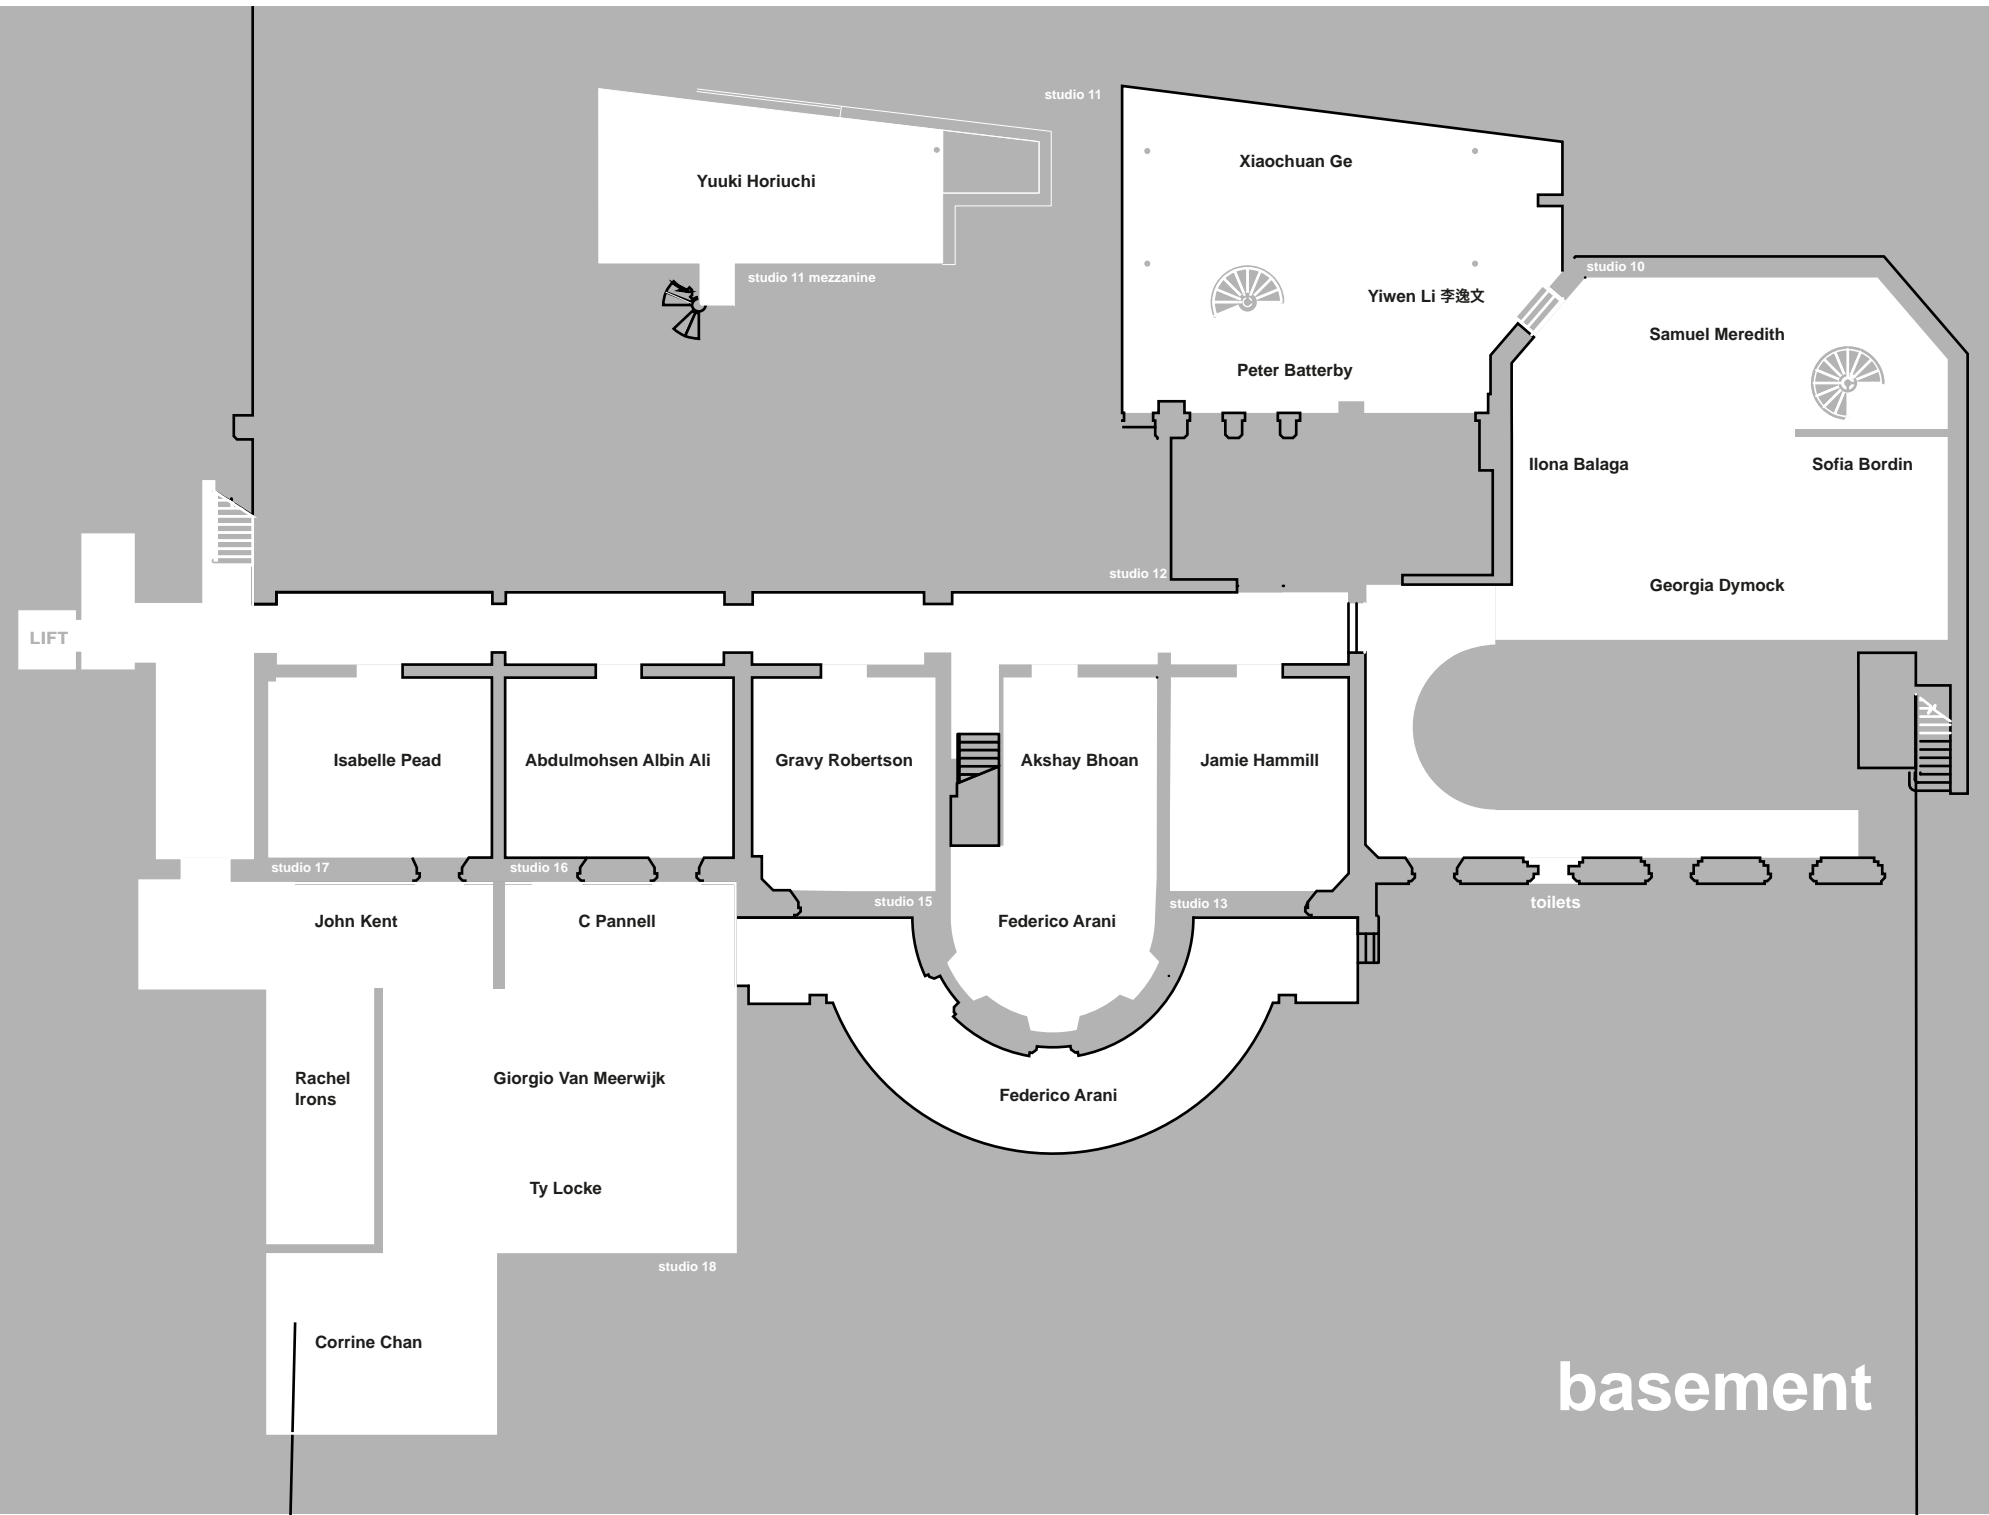 studio 11
Xiaochuan Ge
Yuuki Horiuchi
studio 10
studio 11 mezzanine
Yiwen Li 李逸文
Samuel Meredith
Peter Batterby
Ilona Balaga
Sofia Bordin
studio 12
Georgia Dymock
LIFT
Isabelle Pead
Abdulmohsen Albin Ali
Gravy Robertson
Akshay Bhoan
Jamie Hammill
studio 17
studio 16
studio 15
studio 13
toilets
John Kent
C Pannell
Federico Arani
Rachel
Irons
Giorgio Van Meerwijk
Federico Arani
Ty Locke
studio 18
Corrine Chan
basement